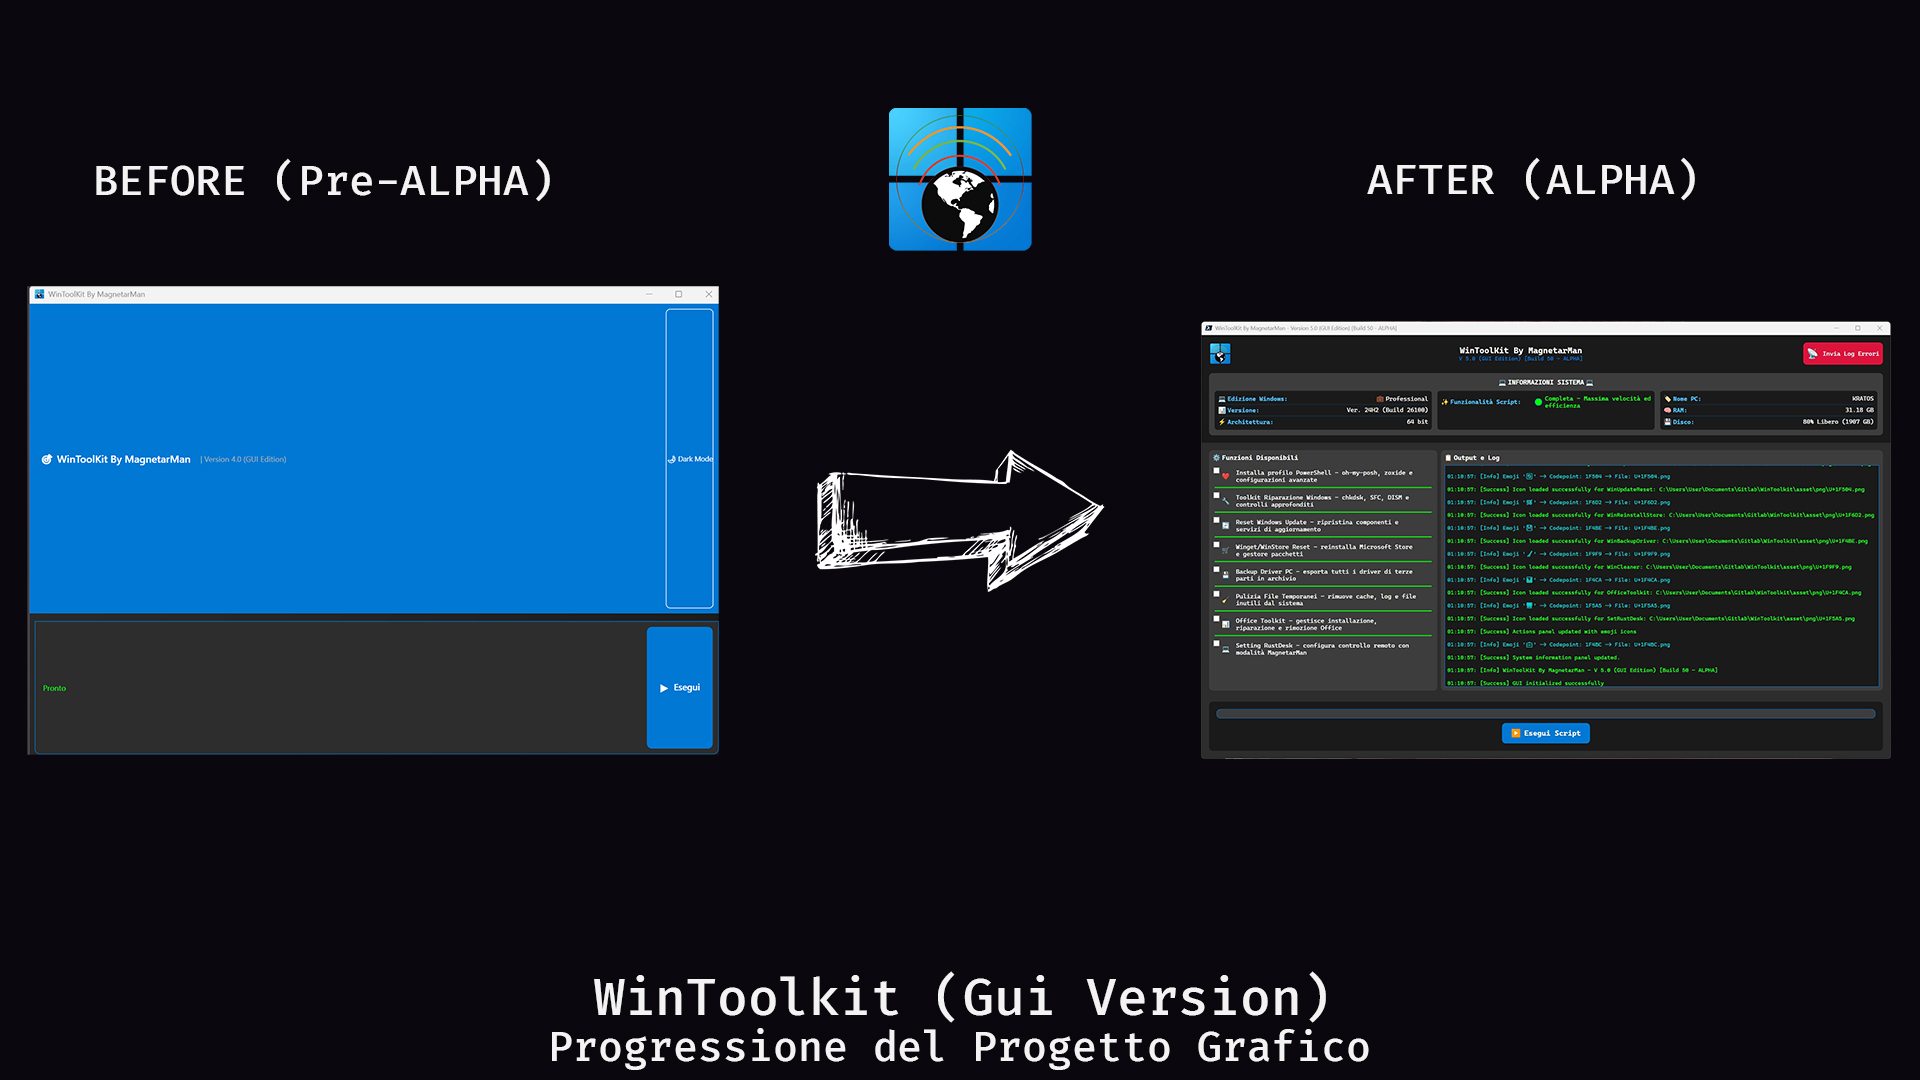 BEFORE (Pre-ALPHA)
AFTER (ALPHA)
WinToolKit By MagnetarMan
WinToolKit By MagnetarMan | Version 4.0 (GUI Edition)
Dark Mode
Pronto
Esegui
WinToolKit By MagnetarMan - Version 5.0 (GUI Edition) [Build 50 - ALPHA]
WinToolKit By MagnetarMan
V 5.0 (GUI Edition) [Build 50 - ALPHA]
Invia Log Errori
INFORMAZIONI SISTEMA
Edizione Windows: Professional
Versione: Ver. 24H2 (Build 26100)
Architettura: 64 bit
Funzionalità Script: Completa - Massima velocità ed
efficienza
Nome PC: KRATOS
RAM: 31.18 GB
Disco: 80% Libero (1907 GB)
Funzioni Disponibili
Installa profilo PowerShell - oh-my-posh, zoxide e
configurazioni avanzate
Toolkit Riparazione Windows - chkdsk, SFC, DISM e
controlli approfonditi
Reset Windows Update - ripristina componenti e
servizi di aggiornamento
Winget/WinStore Reset - reinstalla Microsoft Store
e gestore pacchetti
Backup Driver PC - esporta tutti i driver di terze
parti in archivio
Pulizia File Temporanei - rimuove cache, log e file
inutili dal sistema
Office Toolkit - gestisce installazione,
riparazione e rimozione Office
Setting RustDesk - configura controllo remoto con
modalità MagnetarMan
Output e Log
01:10:57: [Info] Emoji '🔄' -> Codepoint: 1F504 -> File: U+1F504.png
01:10:57: [Success] Icon loaded successfully for WinUpdateReset: C:\Users\User\Documents\Gitlab\WinToolkit\asset\png\U+1F504.png
01:10:57: [Info] Emoji '🛒' -> Codepoint: 1F6D2 -> File: U+1F6D2.png
01:10:57: [Success] Icon loaded successfully for WinReinstallStore: C:\Users\User\Documents\Gitlab\WinToolkit\asset\png\U+1F6D2.png
01:10:57: [Info] Emoji '💾' -> Codepoint: 1F4BE -> File: U+1F4BE.png
01:10:57: [Success] Icon loaded successfully for WinBackupDriver: C:\Users\User\Documents\Gitlab\WinToolkit\asset\png\U+1F4BE.png
01:10:57: [Info] Emoji '🧹' -> Codepoint: 1F9F9 -> File: U+1F9F9.png
01:10:57: [Success] Icon loaded successfully for WinCleaner: C:\Users\User\Documents\Gitlab\WinToolkit\asset\png\U+1F9F9.png
01:10:57: [Info] Emoji '📊' -> Codepoint: 1F4CA -> File: U+1F4CA.png
01:10:57: [Success] Icon loaded successfully for OfficeToolkit: C:\Users\User\Documents\Gitlab\WinToolkit\asset\png\U+1F4CA.png
01:10:57: [Info] Emoji '🖥' -> Codepoint: 1F5A5 -> File: U+1F5A5.png
01:10:57: [Success] Icon loaded successfully for SetRustDesk: C:\Users\User\Documents\Gitlab\WinToolkit\asset\png\U+1F5A5.png
01:10:57: [Success] Actions panel updated with emoji icons
01:10:57: [Info] Emoji '💼' -> Codepoint: 1F4BC -> File: U+1F4BC.png
01:10:57: [Success] System information panel updated.
01:10:57: [Info] WinToolKit By MagnetarMan - V 5.0 (GUI Edition) [Build 50 - ALPHA]
01:10:57: [Success] GUI initialized successfully
Esegui Script
WinToolkit (Gui Version)
Progressione del Progetto Grafico